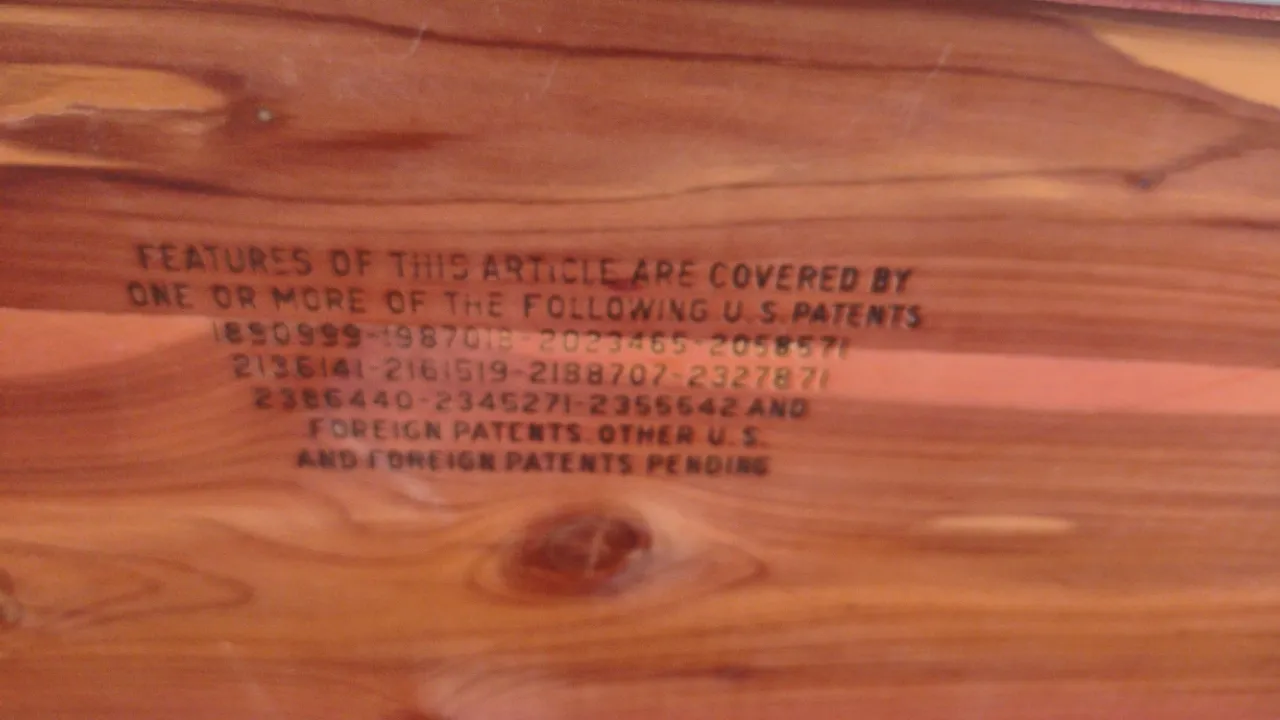 FEATURES OF THIS ARTICLE ARE COVERED BY
ONE OR MORE OF THE FOLLOWING U.S. PATENTS
1890999-1987018-2023465-2058571
2136141-2161519-2188707-2327871
2386440-2345271-2355642 AND
FOREIGN PATENTS. OTHER U.S.
AND FOREIGN PATENTS PENDING